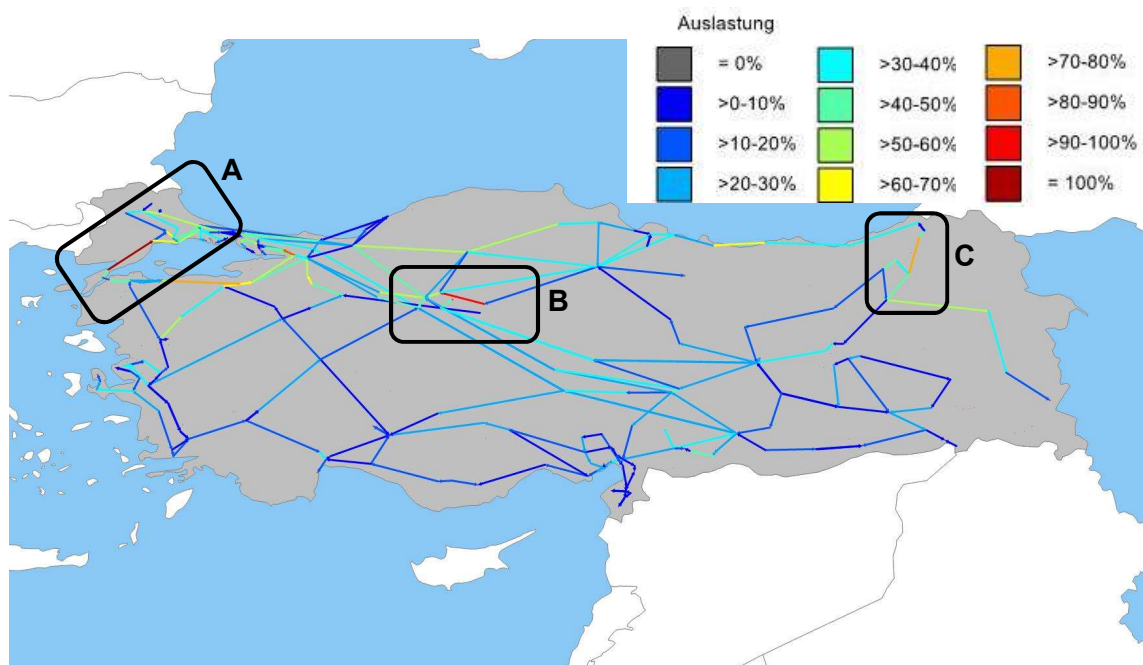 Auslastung
= 0% >30-40% >70-80%
>0-10% >40-50% >80-90%
>10-20% >50-60% >90-100%
>20-30% >60-70% = 100%
A
B
C